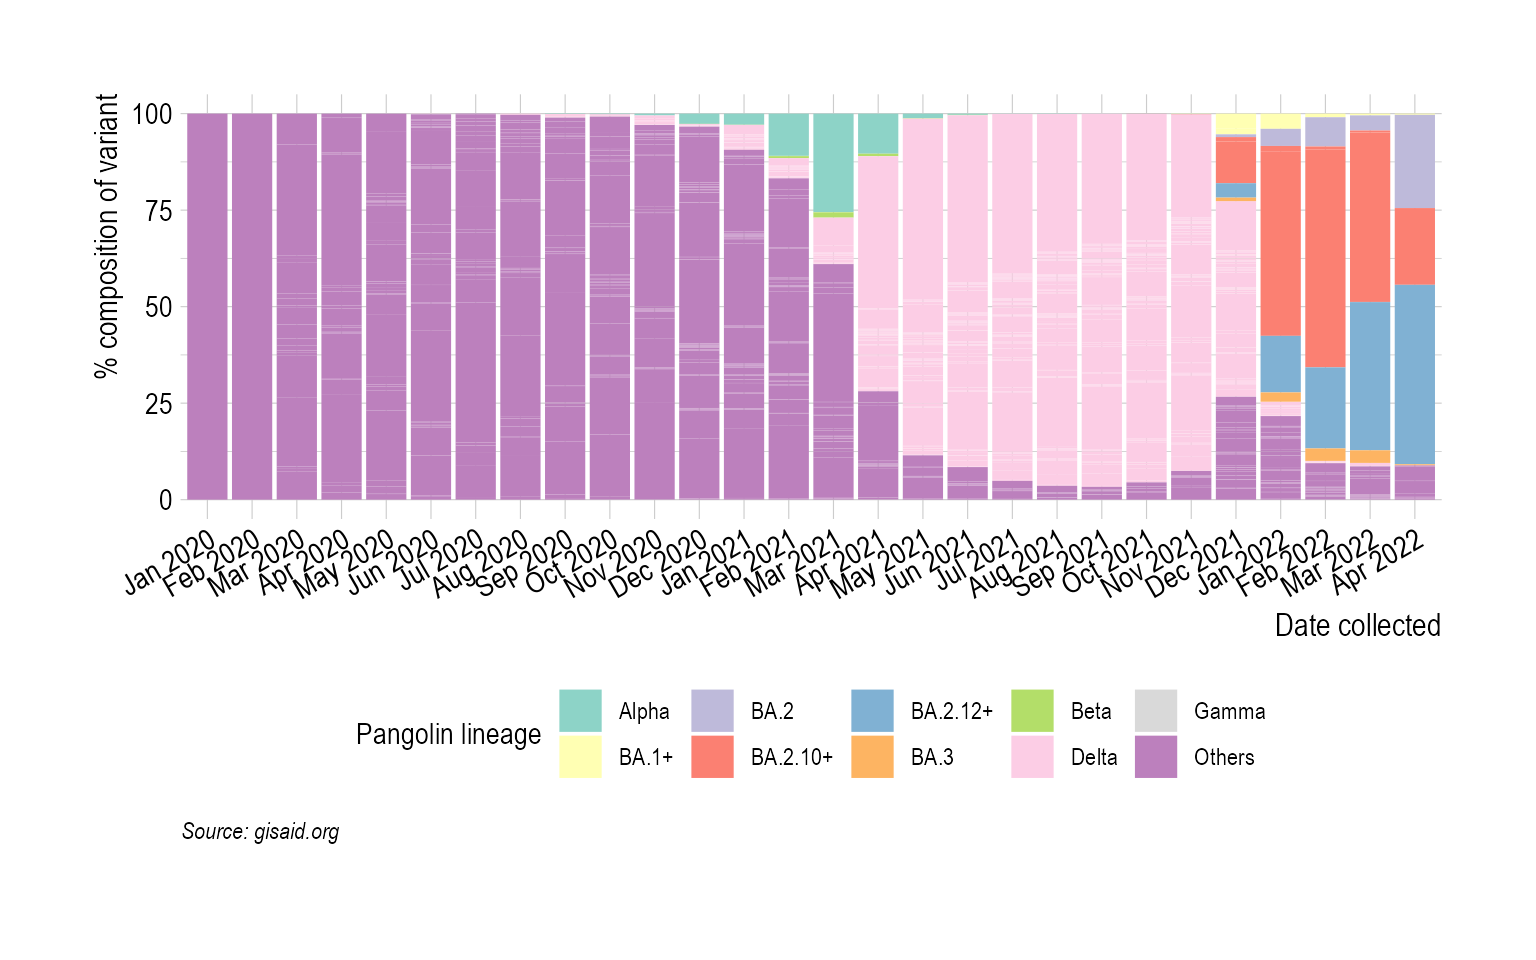 % composition of variant
100
75
50
25
0
Jan 2020
Feb 2020
Mar 2020
Apr 2020
May 2020
Jun 2020
Jul 2020
Aug 2020
Sep 2020
Oct 2020
Nov 2020
Dec 2020
Jan 2021
Feb 2021
Mar 2021
Apr 2021
May 2021
Jun 2021
Jul 2021
Aug 2021
Sep 2021
Oct 2021
Nov 2021
Dec 2021
Jan 2022
Feb 2022
Mar 2022
Apr 2022
Date collected
Pangolin lineage
Alpha BA.2 BA.2.12+ Beta Gamma
BA.1+ BA.2.10+ BA.3 Delta Others
Source: gisaid.org